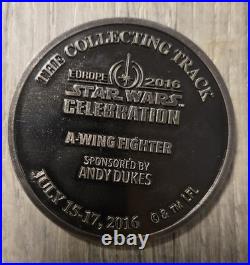 THE COLLECTING TRACK
EUROPE 2016
STAR WARS
CELEBRATION
A-WING FIGHTER
SPONSORED BY
ANDY DUKES
JULY 15-17, 2016
© & ™ LFL